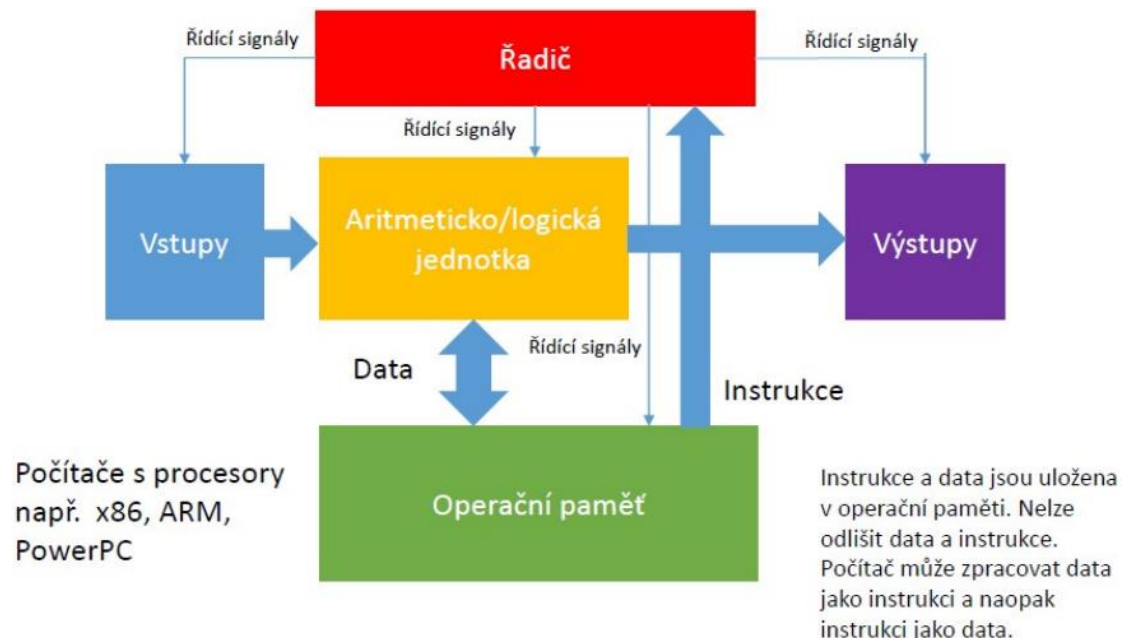 Řídící signály
Řadič
Řídící signály
Řídící signály
Vstupy
Aritmeticko/logická
jednotka
Výstupy
Řídící signály
Data
Instrukce
Počítače s procesory
např. x86, ARM,
PowerPC
Operační paměť
Instrukce a data jsou uložena
v operační paměti. Nelze
odlišit data a instrukce.
Počítač může zpracovat data
jako instrukci a naopak
instrukci jako data.